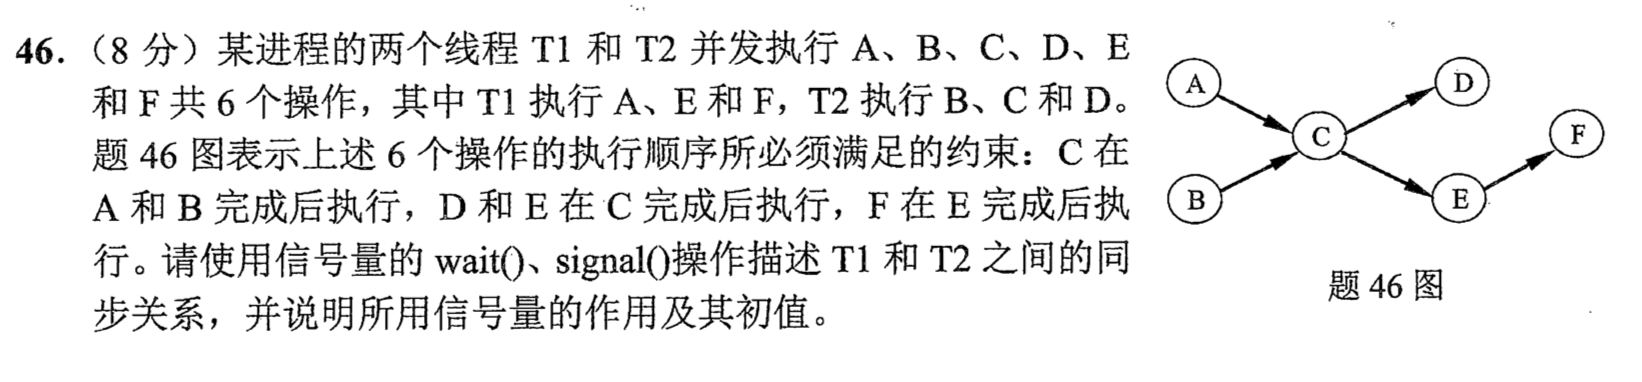 46.（8 分）某进程的两个线程 T1 和 T2 并发执行 A、B、C、D、E
和 F 共 6 个操作，其中 T1 执行 A、E 和 F，T2 执行 B、C 和 D。
题 46 图表示上述 6 个操作的执行顺序所必须满足的约束：C 在
A 和 B 完成后执行，D 和 E 在 C 完成后执行，F 在 E 完成后执
行。请使用信号量的 wait()、signal()操作描述 T1 和 T2 之间的同
步关系，并说明所用信号量的作用及其初值。
A
D
C
F
B
E
题 46 图